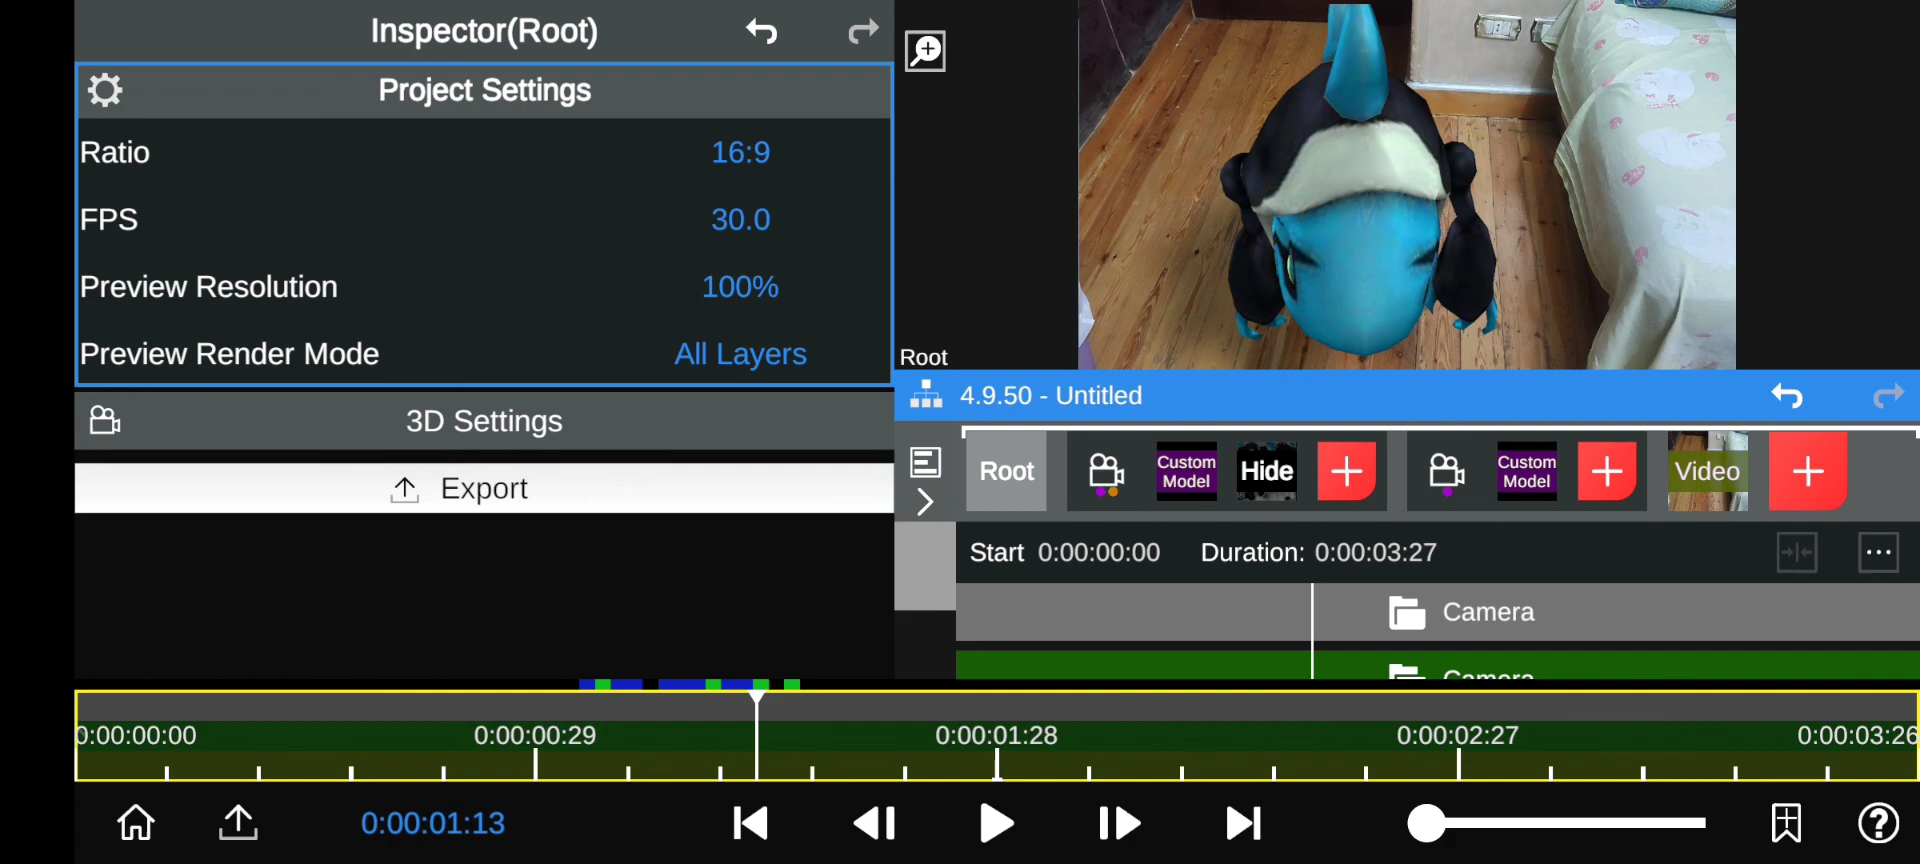 Inspector(Root)
Project Settings
Ratio 16:9
FPS 30.0
Preview Resolution 100%
Preview Render Mode All Layers
3D Settings
Export
Root
4.9.50 - Untitled
Root
Custom
Model
Hide
Custom
Model
Video
Start 0:00:00:00 Duration: 0:00:03:27
Camera
Camera
0:00:00:00 0:00:00:29 0:00:01:28 0:00:02:27 0:00:03:26
0:00:01:13